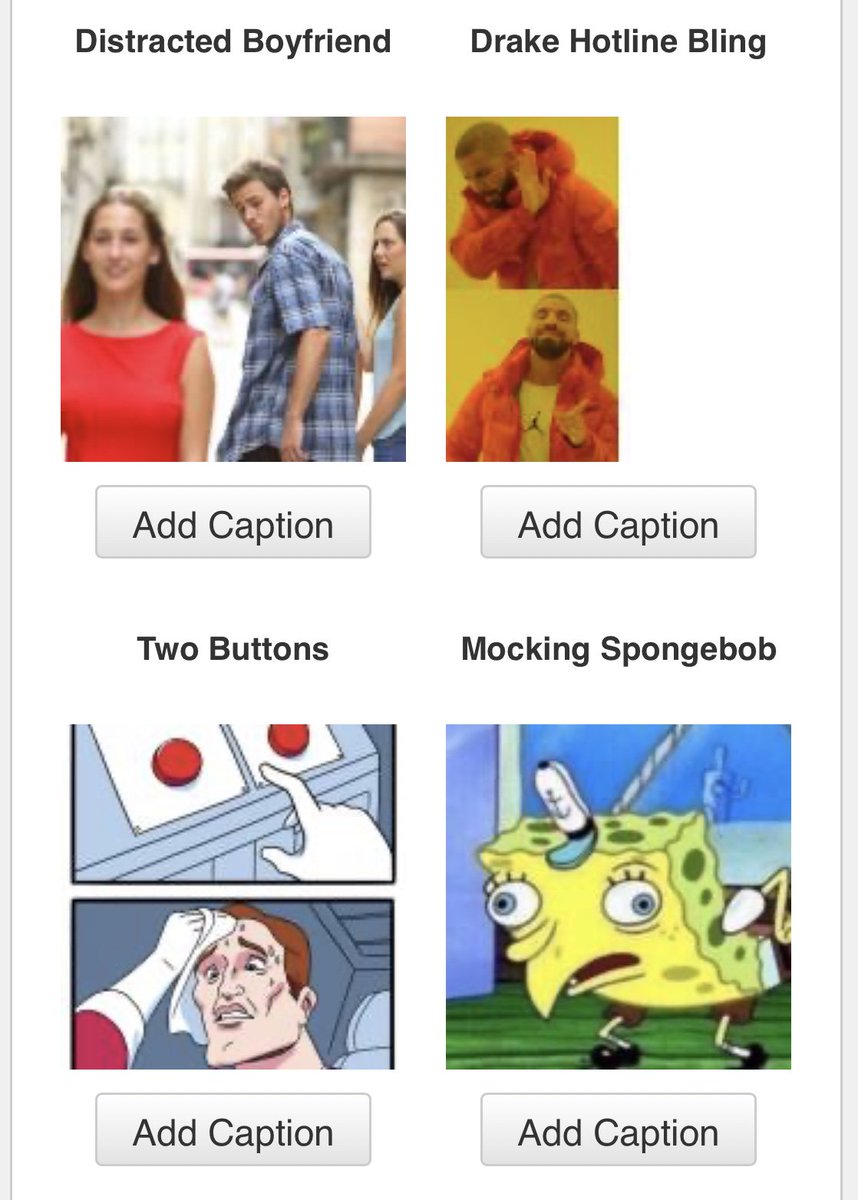 Distracted Boyfriend
Drake Hotline Bling
Add Caption
Add Caption
Two Buttons
Mocking Spongebob
Add Caption
Add Caption